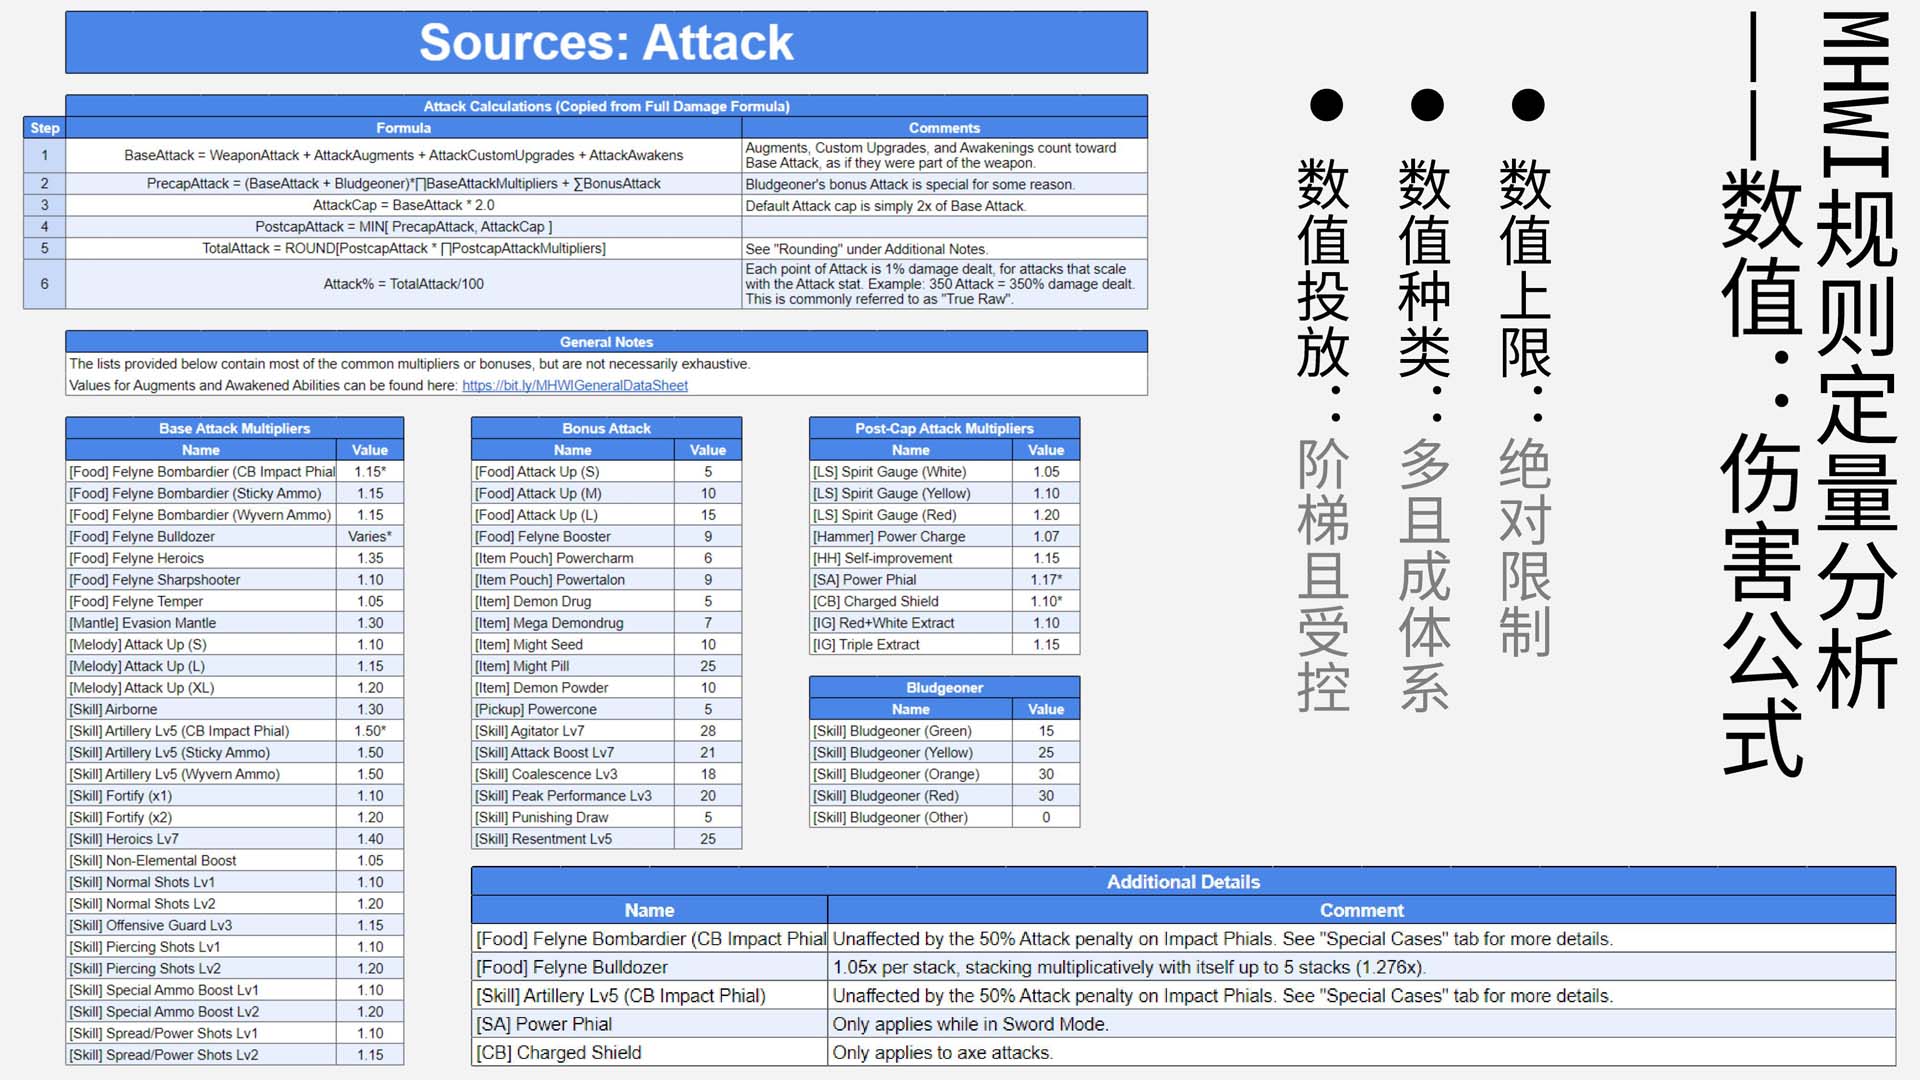 MHWI规则定量分析
——数值：伤害公式
数值上限：绝对限制
数值种类：多且成体系
数值投放：阶梯且受控
Sources: Attack
Attack Calculations (Copied from Full Damage Formula)
Step Formula Comments
1 BaseAttack = WeaponAttack + AttackAugments + AttackCustomUpgrades + AttackAwakens Augments, Custom Upgrades, and Awakenings count toward
Base Attack, as if they were part of the weapon.
2 PrecapAttack = (BaseAttack + Bludgeoner)*∏BaseAttackMultipliers + ∑BonusAttack Bludgeoner's bonus Attack is special for some reason.
3 AttackCap = BaseAttack * 2.0 Default Attack cap is simply 2x of Base Attack.
4 PostcapAttack = MIN[ PrecapAttack, AttackCap ]
5 TotalAttack = ROUND[PostcapAttack * ∏PostcapAttackMultipliers] See "Rounding" under Additional Notes.
6 Attack% = TotalAttack/100 Each point of Attack is 1% damage dealt, for attacks that scale
with the Attack stat. Example: 350 Attack = 350% damage dealt.
This is commonly referred to as "True Raw".
General Notes
The lists provided below contain most of the common multipliers or bonuses, but are not necessarily exhaustive.
Values for Augments and Awakened Abilities can be found here: https://bit.ly/MHWIGeneralDataSheet
Base Attack Multipliers
Name Value
[Food] Felyne Bombardier (CB Impact Phial 1.15*
[Food] Felyne Bombardier (Sticky Ammo) 1.15
[Food] Felyne Bombardier (Wyvern Ammo) 1.15
[Food] Felyne Bulldozer Varies*
[Food] Felyne Heroics 1.35
[Food] Felyne Sharpshooter 1.10
[Food] Felyne Temper 1.05
[Mantle] Evasion Mantle 1.30
[Melody] Attack Up (S) 1.10
[Melody] Attack Up (L) 1.15
[Melody] Attack Up (XL) 1.20
[Skill] Airborne 1.30
[Skill] Artillery Lv5 (CB Impact Phial) 1.50*
[Skill] Artillery Lv5 (Sticky Ammo) 1.50
[Skill] Artillery Lv5 (Wyvern Ammo) 1.50
[Skill] Fortify (x1) 1.10
[Skill] Fortify (x2) 1.20
[Skill] Heroics Lv7 1.40
[Skill] Non-Elemental Boost 1.05
[Skill] Normal Shots Lv1 1.10
[Skill] Normal Shots Lv2 1.20
[Skill] Offensive Guard Lv3 1.15
[Skill] Piercing Shots Lv1 1.10
[Skill] Piercing Shots Lv2 1.20
[Skill] Special Ammo Boost Lv1 1.10
[Skill] Special Ammo Boost Lv2 1.20
[Skill] Spread/Power Shots Lv1 1.10
[Skill] Spread/Power Shots Lv2 1.15
Bonus Attack
Name Value
[Food] Attack Up (S) 5
[Food] Attack Up (M) 10
[Food] Attack Up (L) 15
[Food] Felyne Booster 9
[Item Pouch] Powercharm 6
[Item Pouch] Powertalon 9
[Item] Demon Drug 5
[Item] Mega Demondrug 7
[Item] Might Seed 10
[Item] Might Pill 25
[Item] Demon Powder 10
[Pickup] Powercone 5
[Skill] Agitator Lv7 28
[Skill] Attack Boost Lv7 21
[Skill] Coalescence Lv3 18
[Skill] Peak Performance Lv3 20
[Skill] Punishing Draw 5
[Skill] Resentment Lv5 25
Post-Cap Attack Multipliers
Name Value
[LS] Spirit Gauge (White) 1.05
[LS] Spirit Gauge (Yellow) 1.10
[LS] Spirit Gauge (Red) 1.20
[Hammer] Power Charge 1.07
[HH] Self-improvement 1.15
[SA] Power Phial 1.17*
[CB] Charged Shield 1.10*
[IG] Red+White Extract 1.10
[IG] Triple Extract 1.15
Bludgeoner
Name Value
[Skill] Bludgeoner (Green) 15
[Skill] Bludgeoner (Yellow) 25
[Skill] Bludgeoner (Orange) 30
[Skill] Bludgeoner (Red) 30
[Skill] Bludgeoner (Other) 0
Additional Details
Name Comment
[Food] Felyne Bombardier (CB Impact Phial Unaffected by the 50% Attack penalty on Impact Phials. See "Special Cases" tab for more details.
[Food] Felyne Bulldozer 1.05x per stack, stacking multiplicatively with itself up to 5 stacks (1.276x).
[Skill] Artillery Lv5 (CB Impact Phial) Unaffected by the 50% Attack penalty on Impact Phials. See "Special Cases" tab for more details.
[SA] Power Phial Only applies while in Sword Mode.
[CB] Charged Shield Only applies to axe attacks.